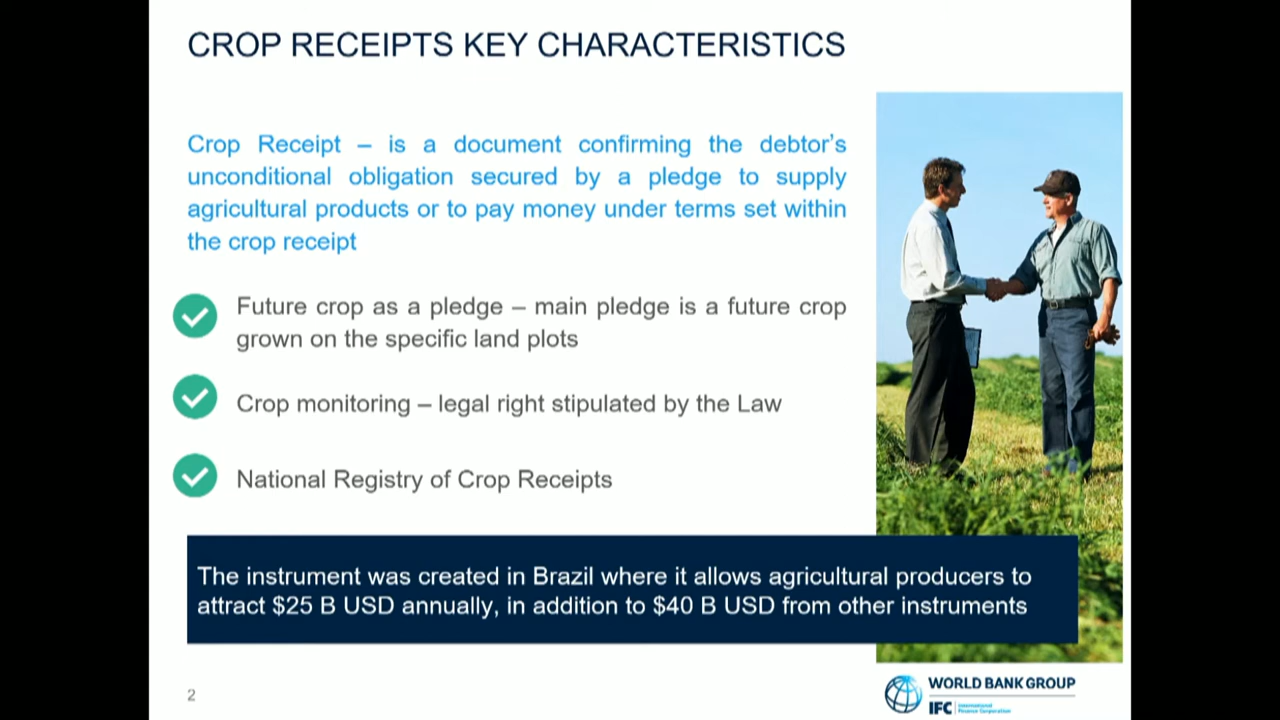 CROP RECEIPTS KEY CHARACTERISTICS
Crop Receipt – is a document confirming the debtor’s
unconditional obligation secured by a pledge to supply
agricultural products or to pay money under terms set within
the crop receipt
Future crop as a pledge – main pledge is a future crop
grown on the specific land plots
Crop monitoring – legal right stipulated by the Law
National Registry of Crop Receipts
The instrument was created in Brazil where it allows agricultural producers to
attract $25 B USD annually, in addition to $40 B USD from other instruments
2
WORLD BANK GROUP
IFC
International
Finance Corporation